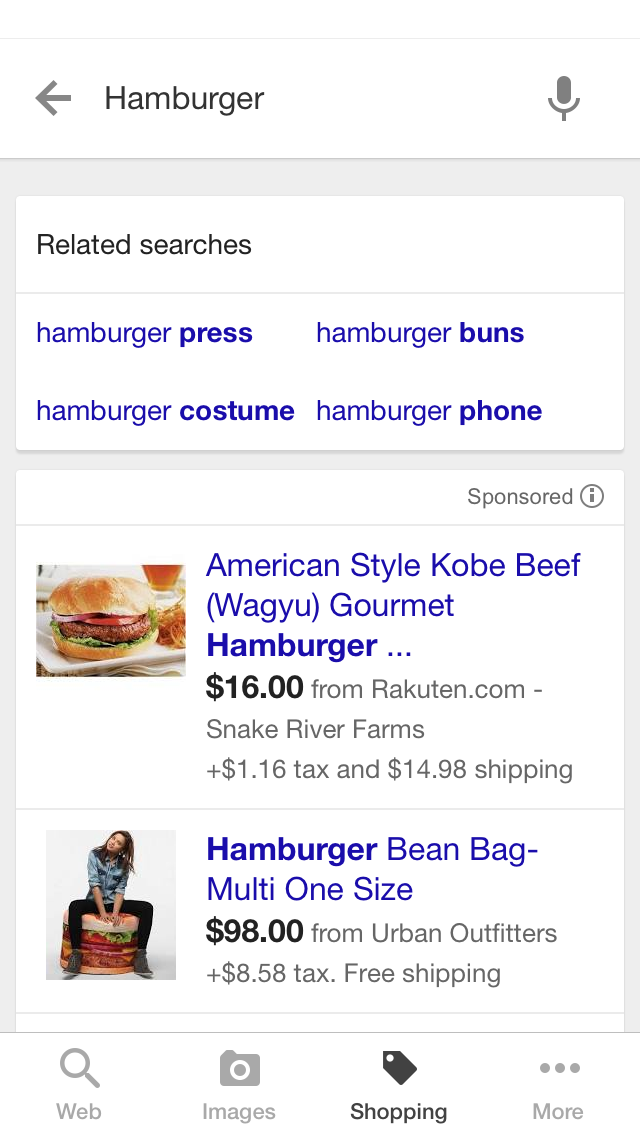 Hamburger
Related searches
hamburger press
hamburger buns
hamburger costume
hamburger phone
Sponsored
American Style Kobe Beef
(Wagyu) Gourmet
Hamburger ...
$16.00 from Rakuten.com -
Snake River Farms
+$1.16 tax and $14.98 shipping
Hamburger Bean Bag-
Multi One Size
$98.00 from Urban Outfitters
+$8.58 tax. Free shipping
Web
Images
Shopping
More